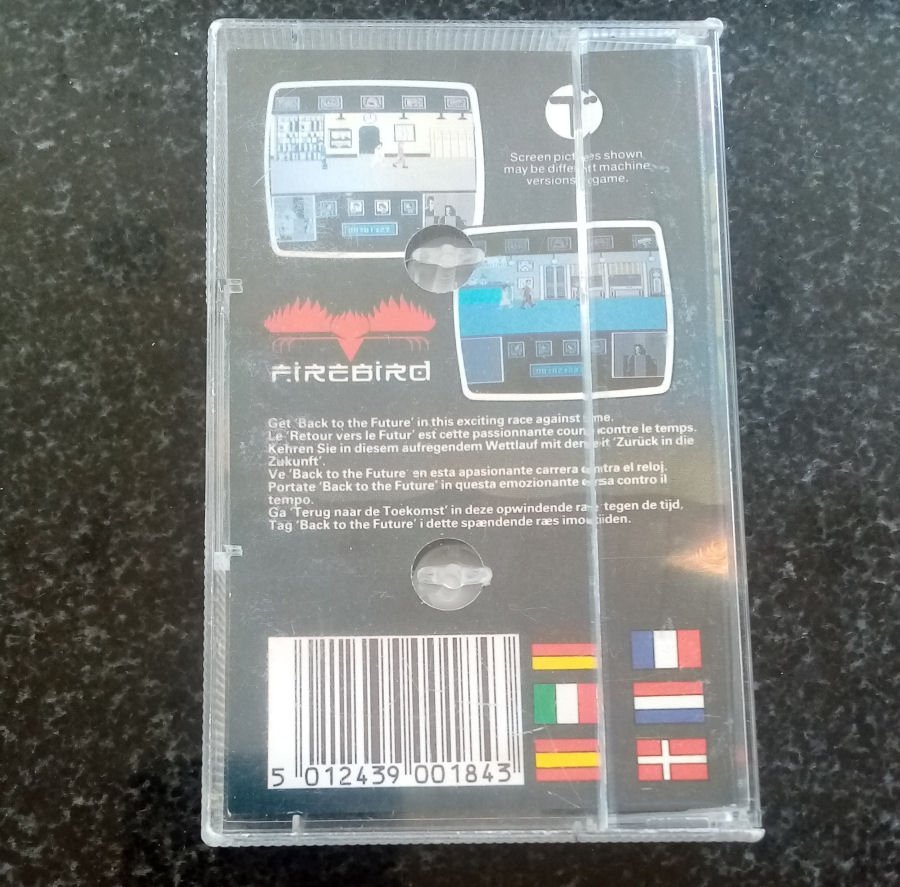 Screen pictures shown
may be different machine
versions game.
FIREBIRD
Get 'Back to the Future' in this exciting race against time.
Le 'Retour vers le Futur' est cette passionnante course contre le temps.
Kehren Sie in diesem aufregendem Wettlauf mit der Zeit 'Zurück in die
Zukunft'.
Ve 'Back to the Future' en esta apasionante carrera contra el reloj.
Portate 'Back to the Future' in questa emozionante corsa contro il
tempo.
Ga 'Terug naar de Toekomst' in deze opwindende race tegen de tijd.
Tag 'Back to the Future' i dette spændende ræs imod tiden.
5 012439 001843